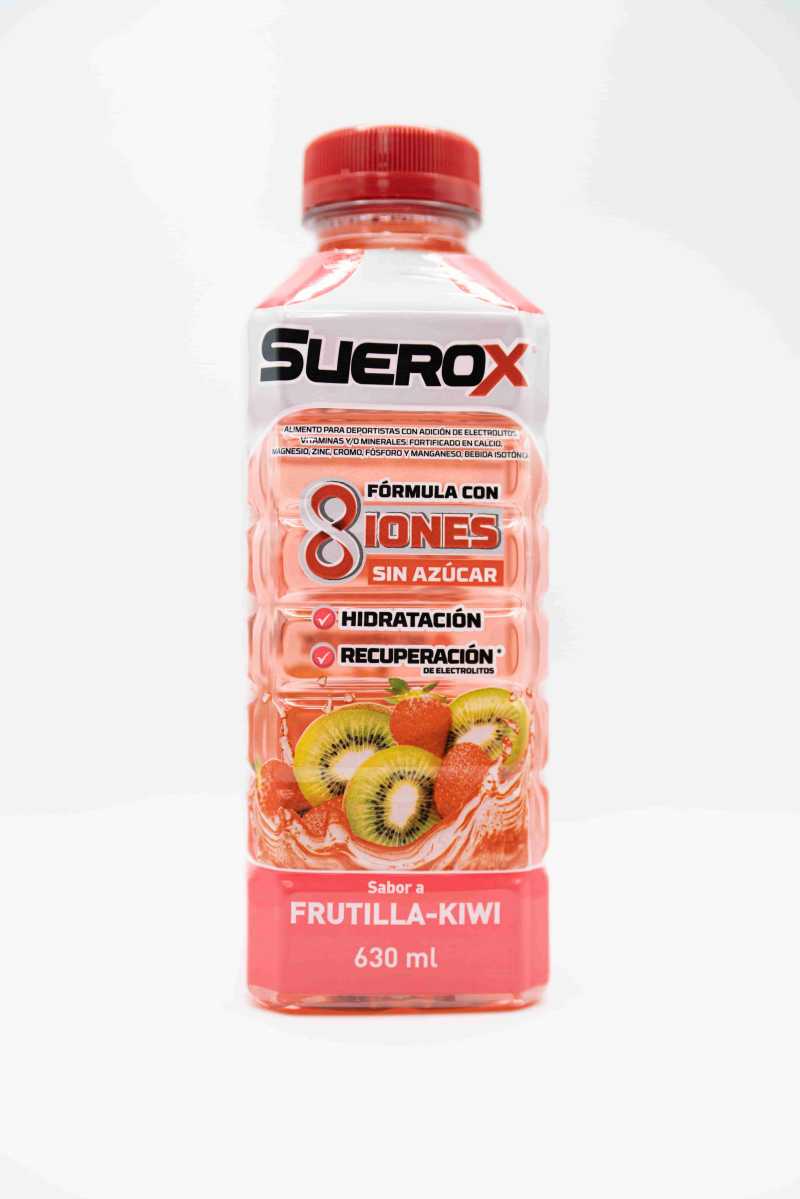 SUEROX
ALIMENTO PARA DEPORTISTAS CON ADICIÓN DE ELECTROLITOS,
VITAMINAS Y/O MINERALES. FORTIFICADO EN CALCIO,
MAGNESIO, ZINC, CROMO, FÓSFORO Y MANGANESO. BEBIDA ISOTÓNICA
FÓRMULA CON
8 IONES
SIN AZÚCAR
HIDRATACIÓN
RECUPERACIÓN*
DE ELECTROLITOS
Sabor a
FRUTILLA-KIWI
630 ml